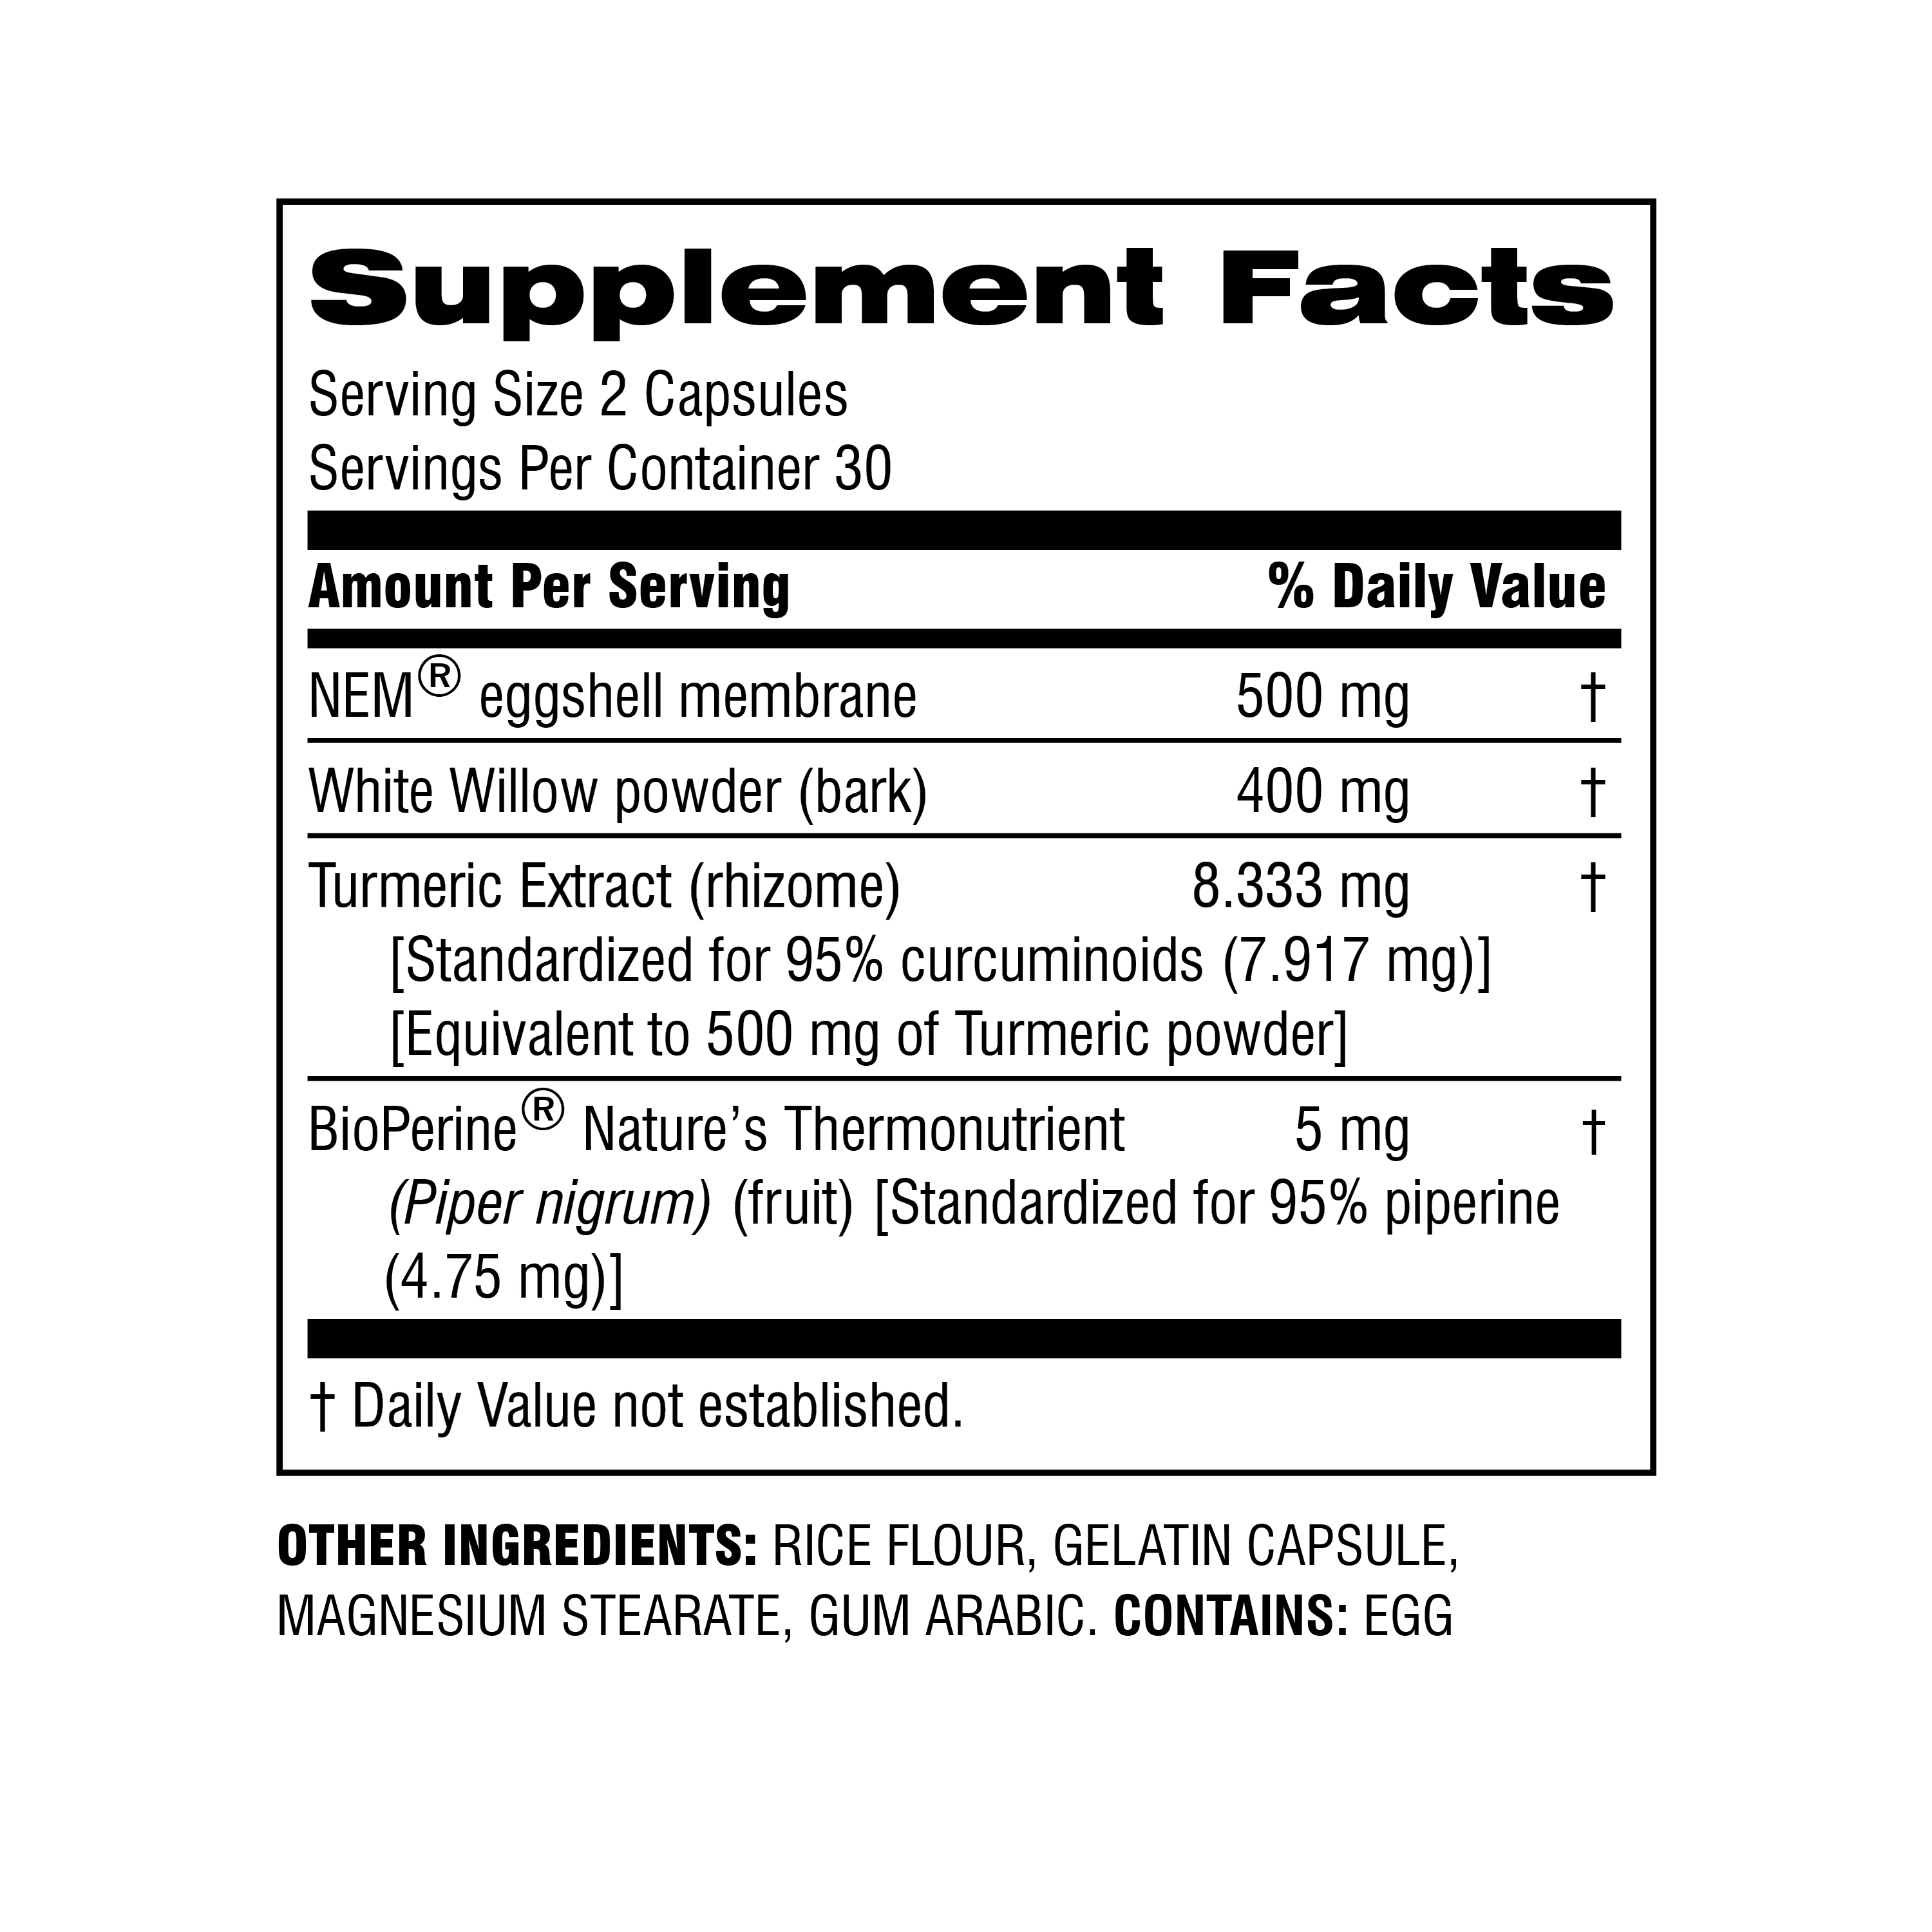 Supplement Facts
Serving Size 2 Capsules
Servings Per Container 30
Amount Per Serving % Daily Value
NEM® eggshell membrane 500 mg †
White Willow powder (bark) 400 mg †
Turmeric Extract (rhizome) 8.333 mg †
[Standardized for 95% curcuminoids (7.917 mg)]
[Equivalent to 500 mg of Turmeric powder]
BioPerine® Nature’s Thermonutrient 5 mg †
(Piper nigrum) (fruit) [Standardized for 95% piperine
(4.75 mg)]
† Daily Value not established.
OTHER INGREDIENTS: RICE FLOUR, GELATIN CAPSULE,
MAGNESIUM STEARATE, GUM ARABIC. CONTAINS: EGG